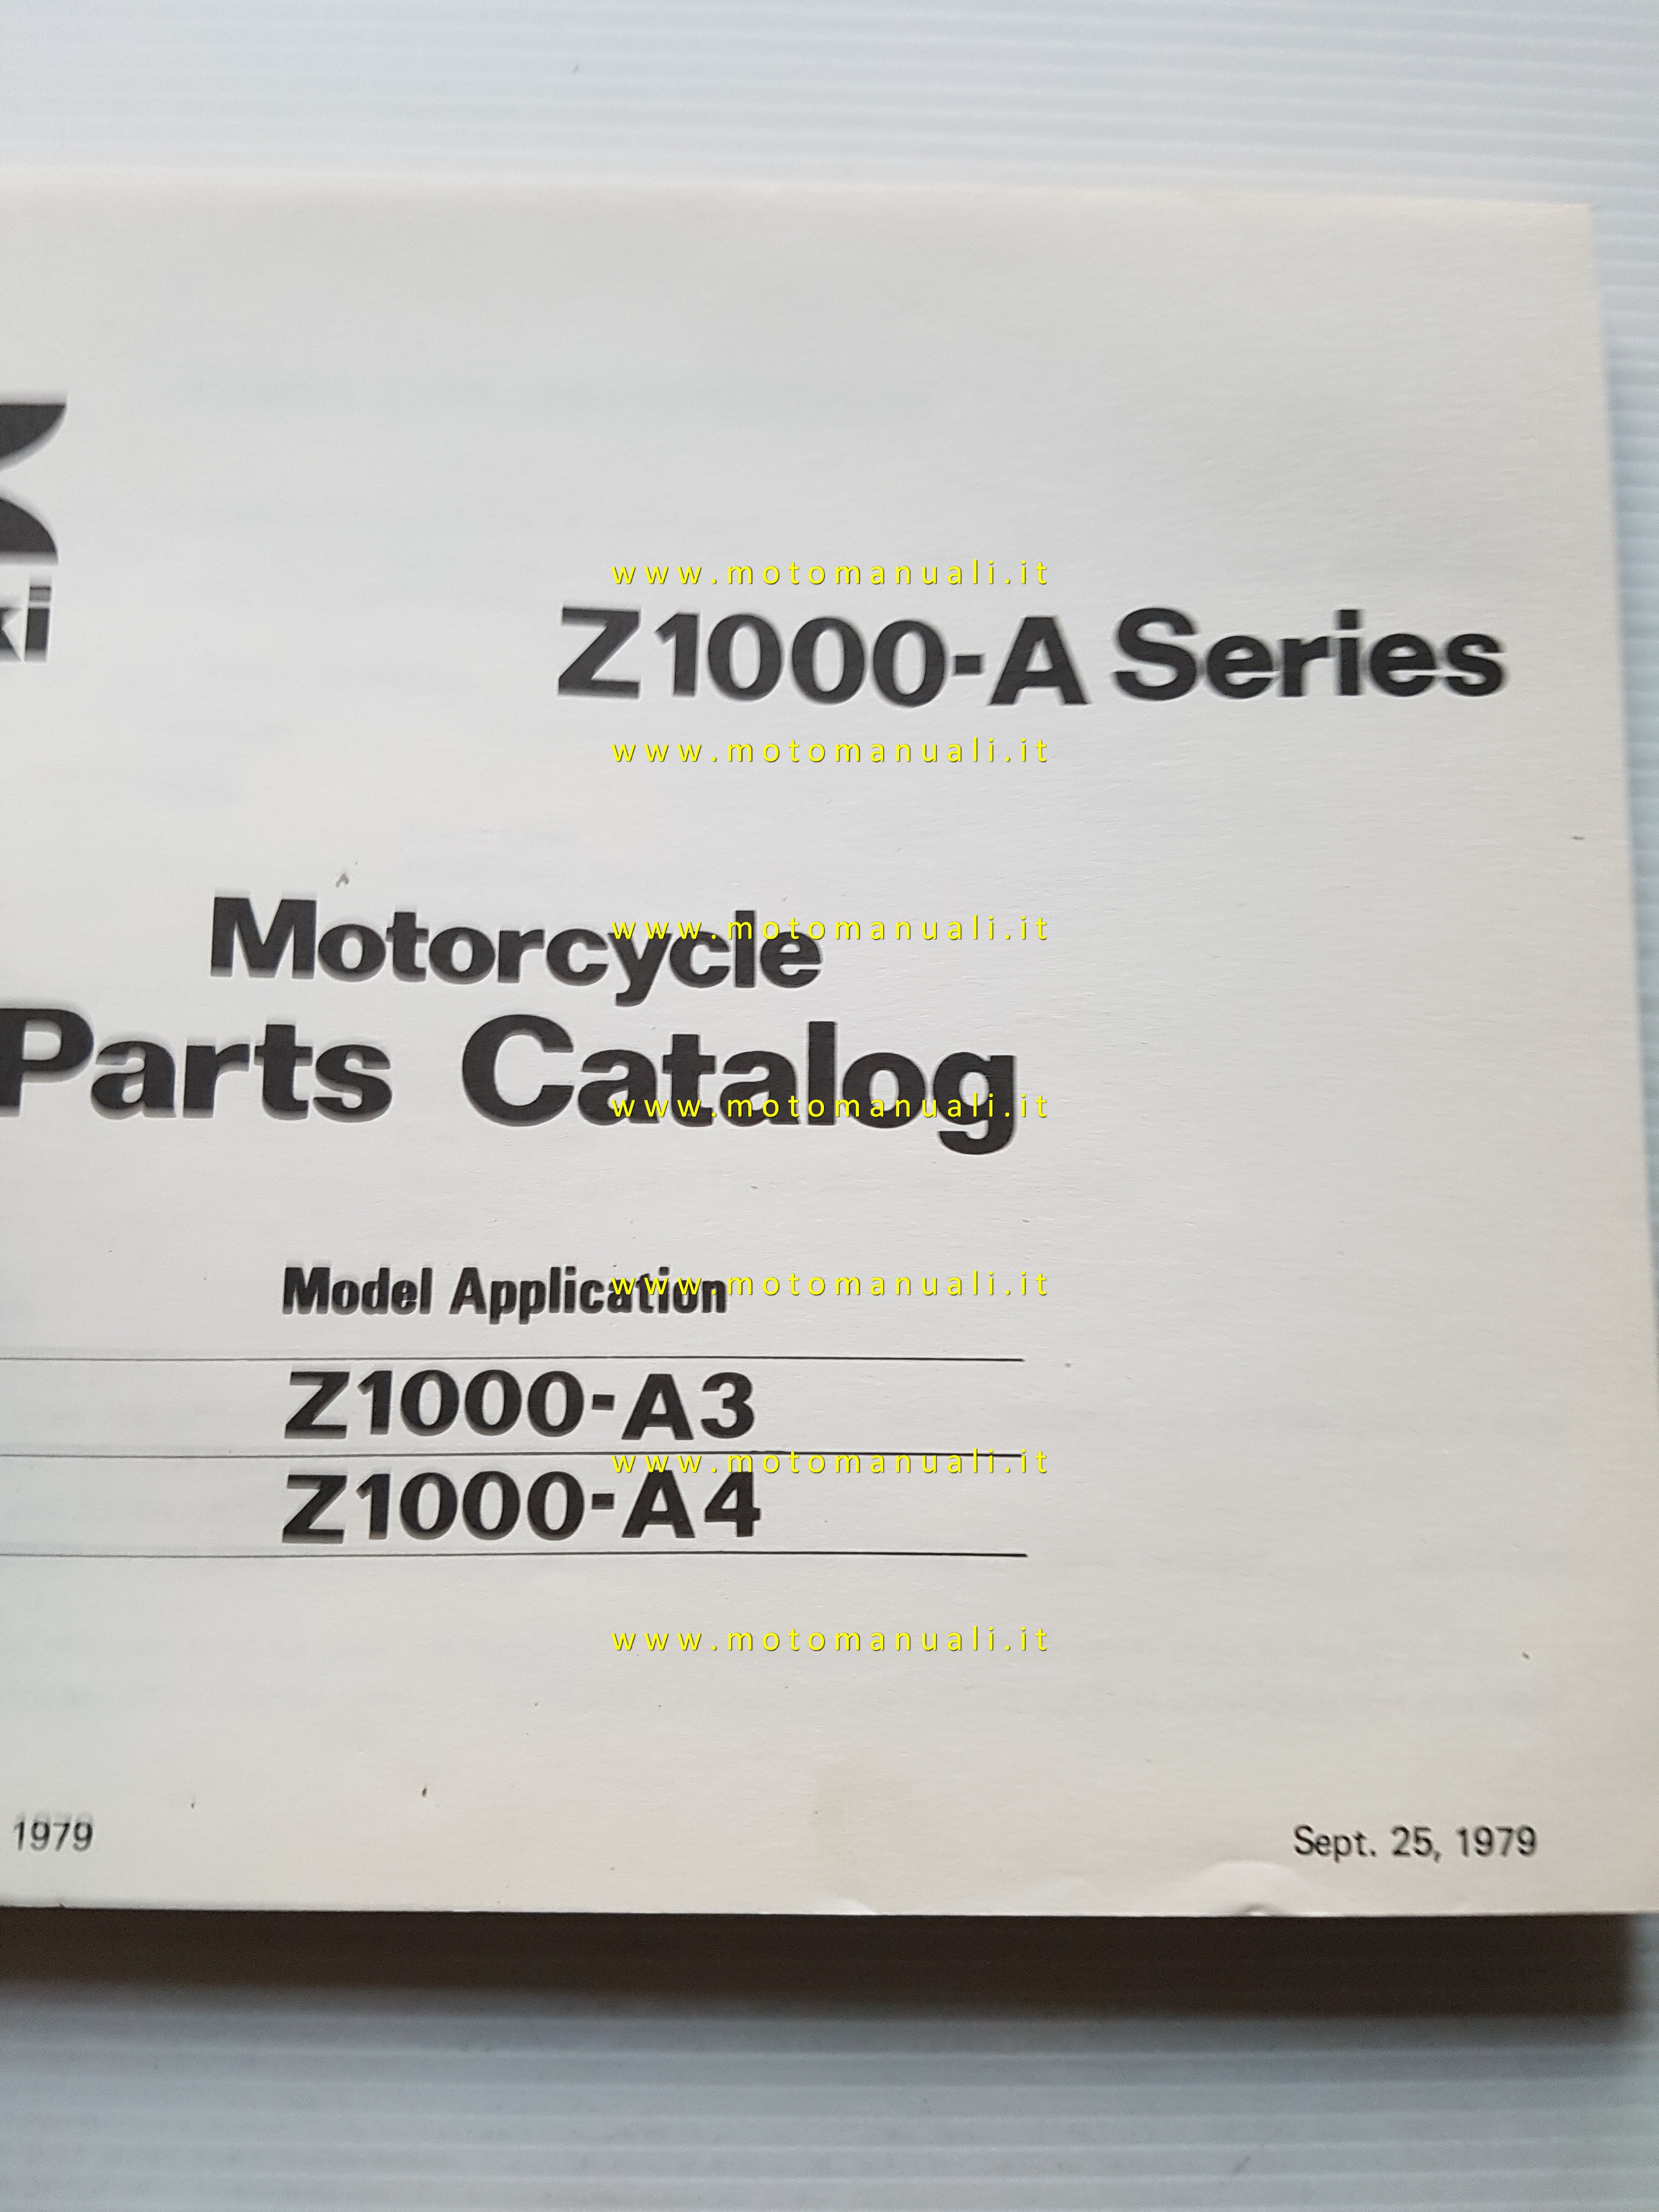 ki
www.motomanuali.it
Z1000-A Series
www.motomanuali.it
www.motomanuali.it
Motorcycle
Parts Catalog
www.motomanuali.it
Model Application
www.motomanuali.it
Z1000-A3
www.motomanuali.it
Z1000-A4
www.motomanuali.it
1979
Sept. 25, 1979